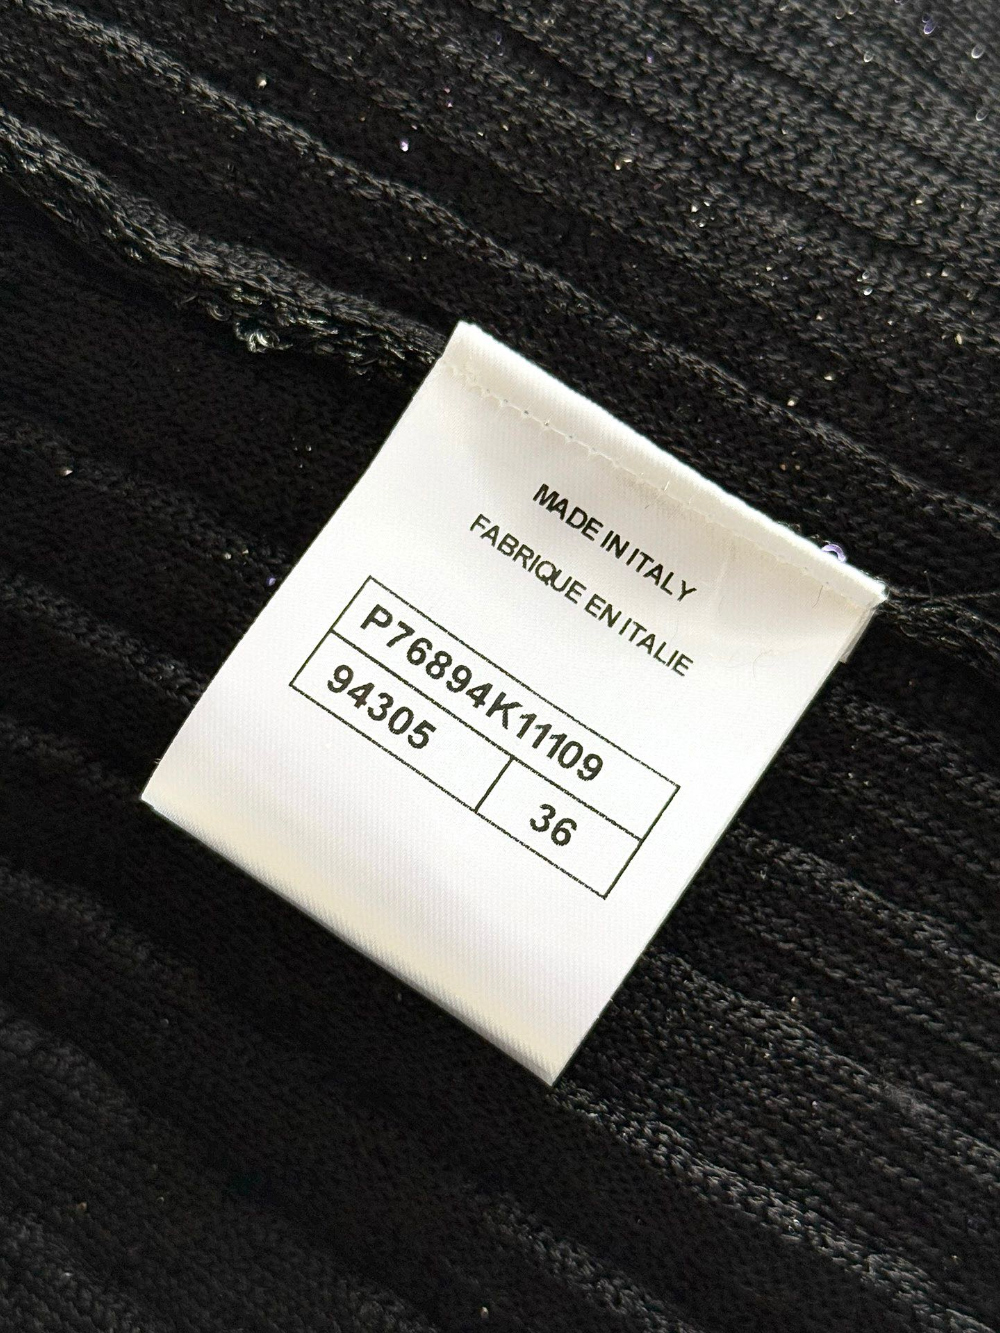 MADE IN ITALY
FABRIQUE EN ITALIE
P76894K11109
94305 36